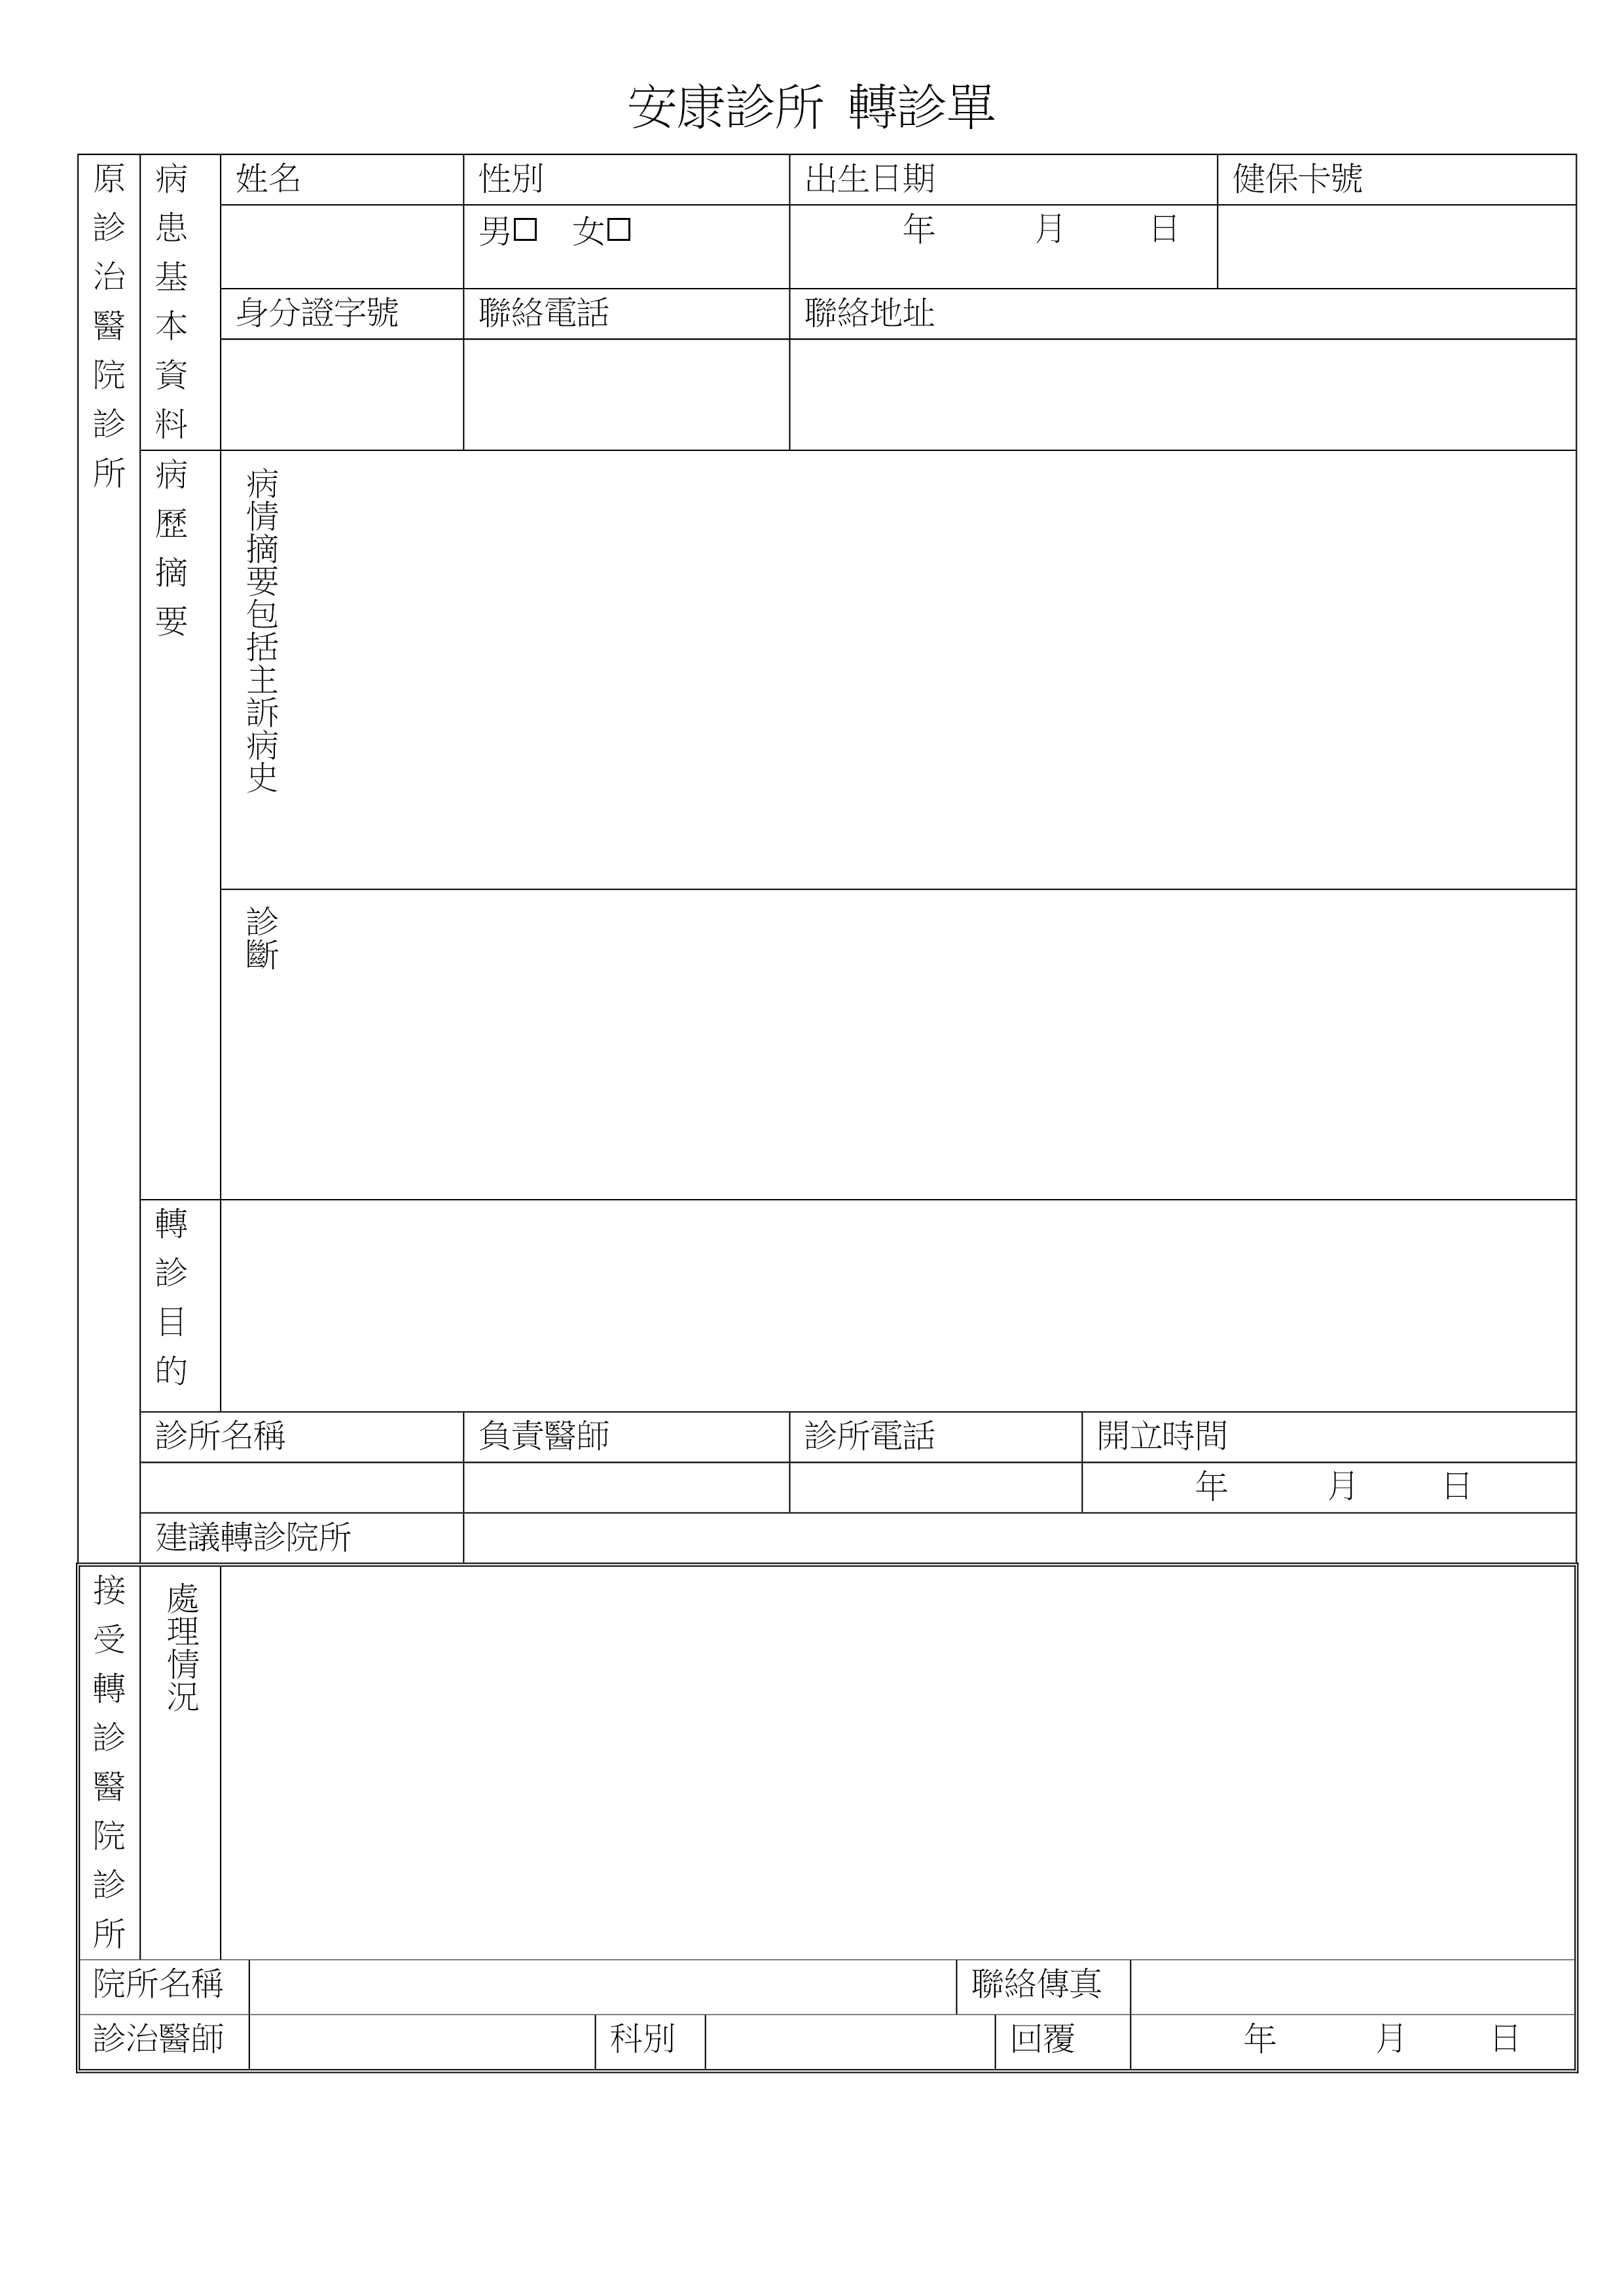 安康診所 轉診單
原診治醫院診所
病患基本資料
姓名 性別 出生日期 健保卡號
男□ 女□ 年 月 日
身分證字號 聯絡電話 聯絡地址
病歷摘要
病情摘要包括主訴病史
診斷
轉診目的
診所名稱 負責醫師 診所電話 開立時間
年 月 日
建議轉診院所
接受轉診醫院診所
處理情況
院所名稱 聯絡傳真
診治醫師 科別 回覆 年 月 日